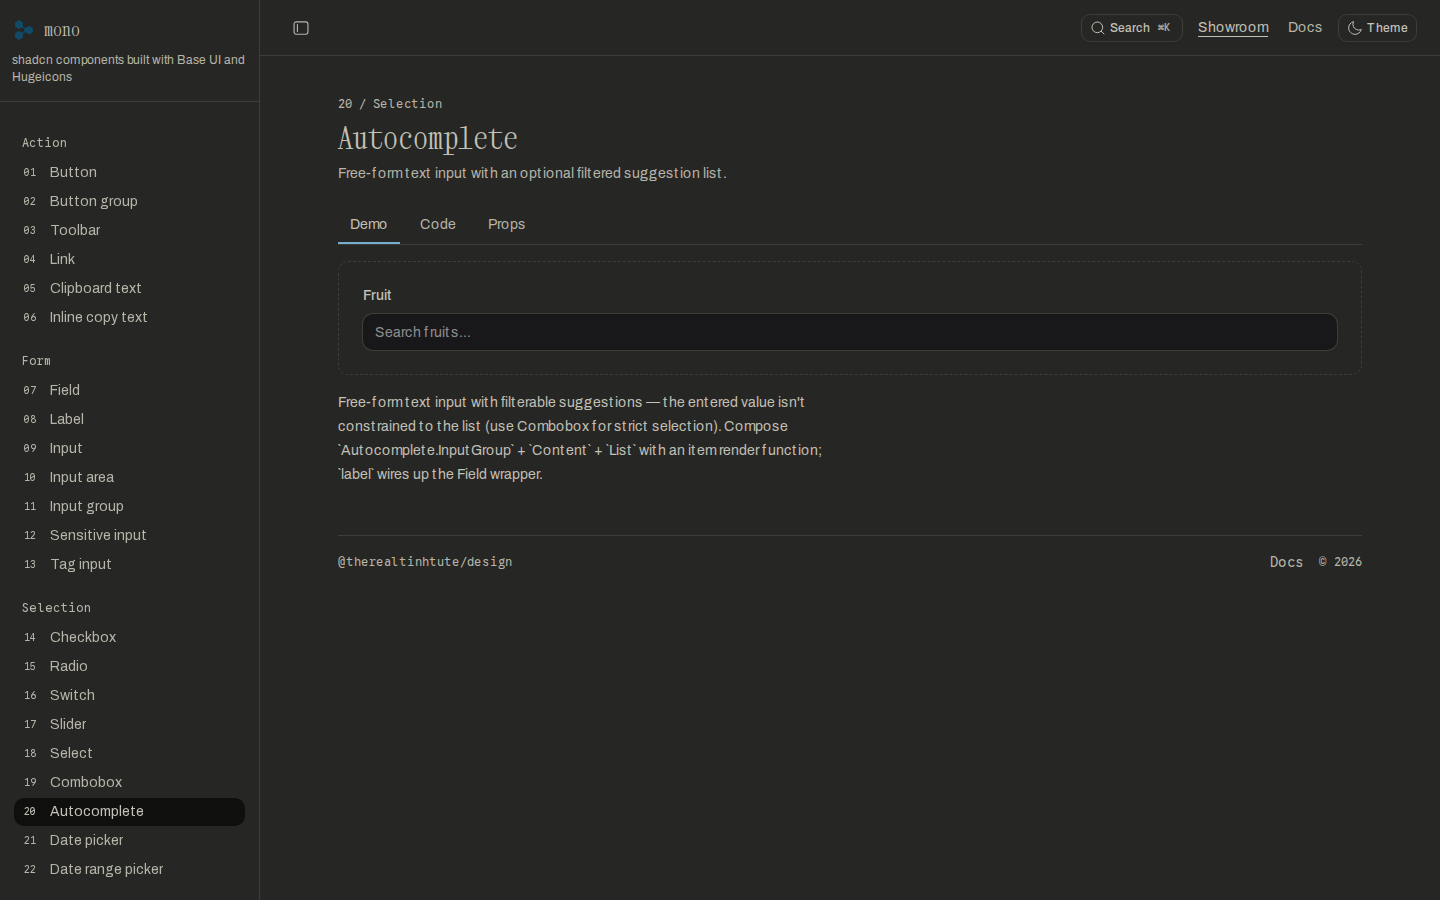 mono
shadcn components built with Base UI and
Hugeicons
Action
01 Button
02 Button group
03 Toolbar
04 Link
05 Clipboard text
06 Inline copy text
Form
07 Field
08 Label
09 Input
10 Input area
11 Input group
12 Sensitive input
13 Tag input
Selection
14 Checkbox
15 Radio
16 Switch
17 Slider
18 Select
19 Combobox
20 Autocomplete
21 Date picker
22 Date range picker
Search ⌘K Showroom Docs Theme
20 / Selection
Autocomplete
Free-form text input with an optional filtered suggestion list.
Demo Code Props
Fruit
Search fruits...
Free-form text input with filterable suggestions — the entered value isn't
constrained to the list (use Combobox for strict selection). Compose
`Autocomplete.InputGroup` + `Content` + `List` with an item render function;
`label` wires up the Field wrapper.
@therealtinhtute/design
Docs © 2026